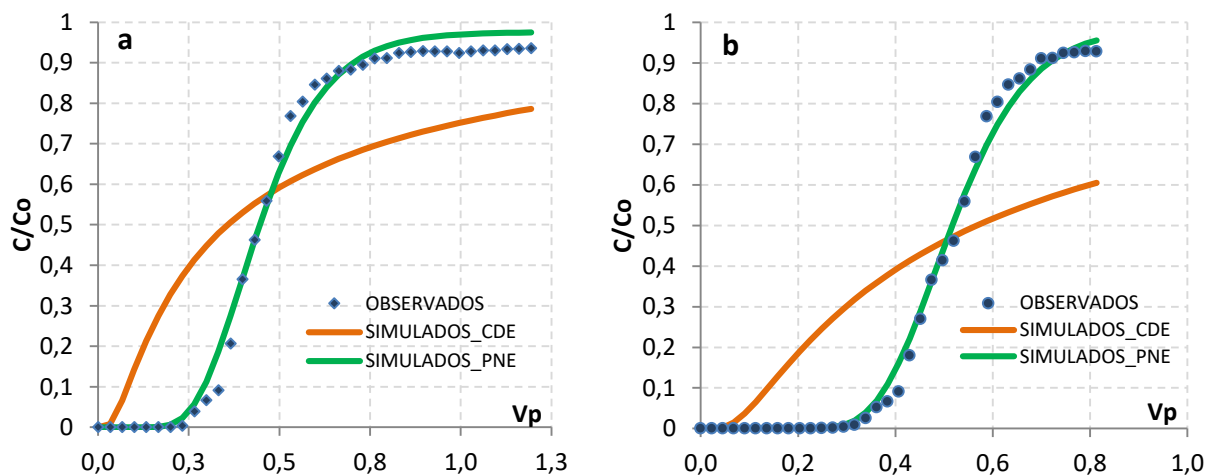 a
C/Co
1
0,9
0,8
0,7
0,6
0,5
0,4
0,3
0,2
0,1
0
OBSERVADOS
SIMULADOS_CDE
SIMULADOS_PNE
Vp
0,0 0,3 0,5 0,8 1,0 1,3
b
C/Co
1
0,9
0,8
0,7
0,6
0,5
0,4
0,3
0,2
0,1
0
OBSERVADOS
SIMULADOS_CDE
SIMULADOS_PNE
Vp
0,0 0,2 0,4 0,6 0,8 1,0